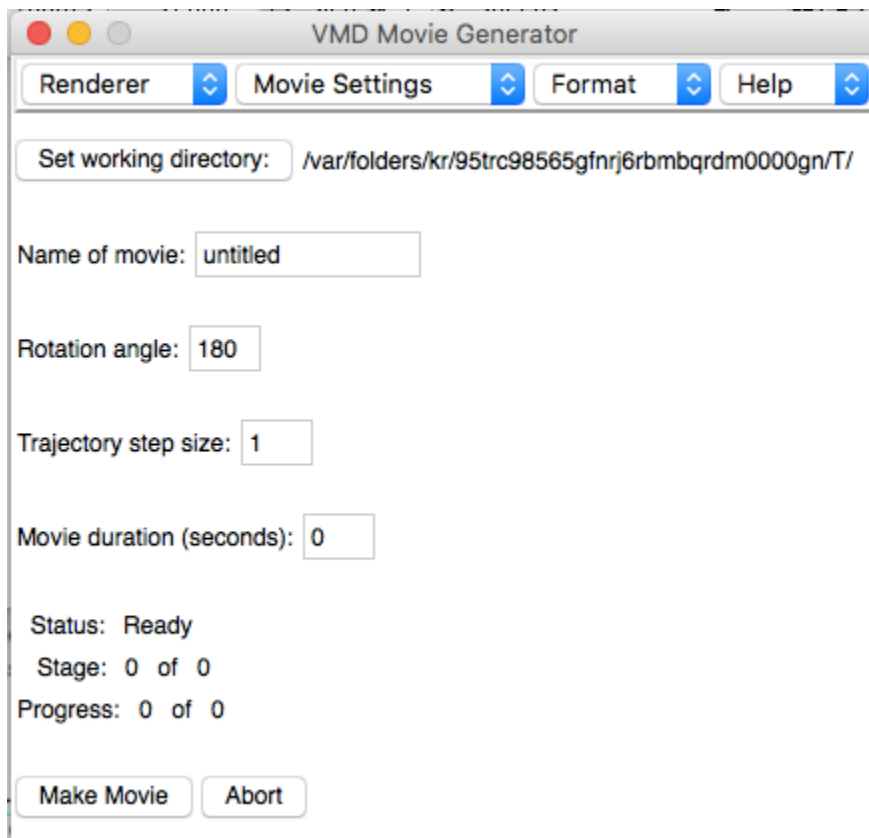 VMD Movie Generator
Renderer Movie Settings Format Help
Set working directory: /var/folders/kr/95trc98565gfnrj6rbmbqrdm0000gn/T/
Name of movie: untitled
Rotation angle: 180
Trajectory step size: 1
Movie duration (seconds): 0
Status: Ready
Stage: 0 of 0
Progress: 0 of 0
Make Movie Abort